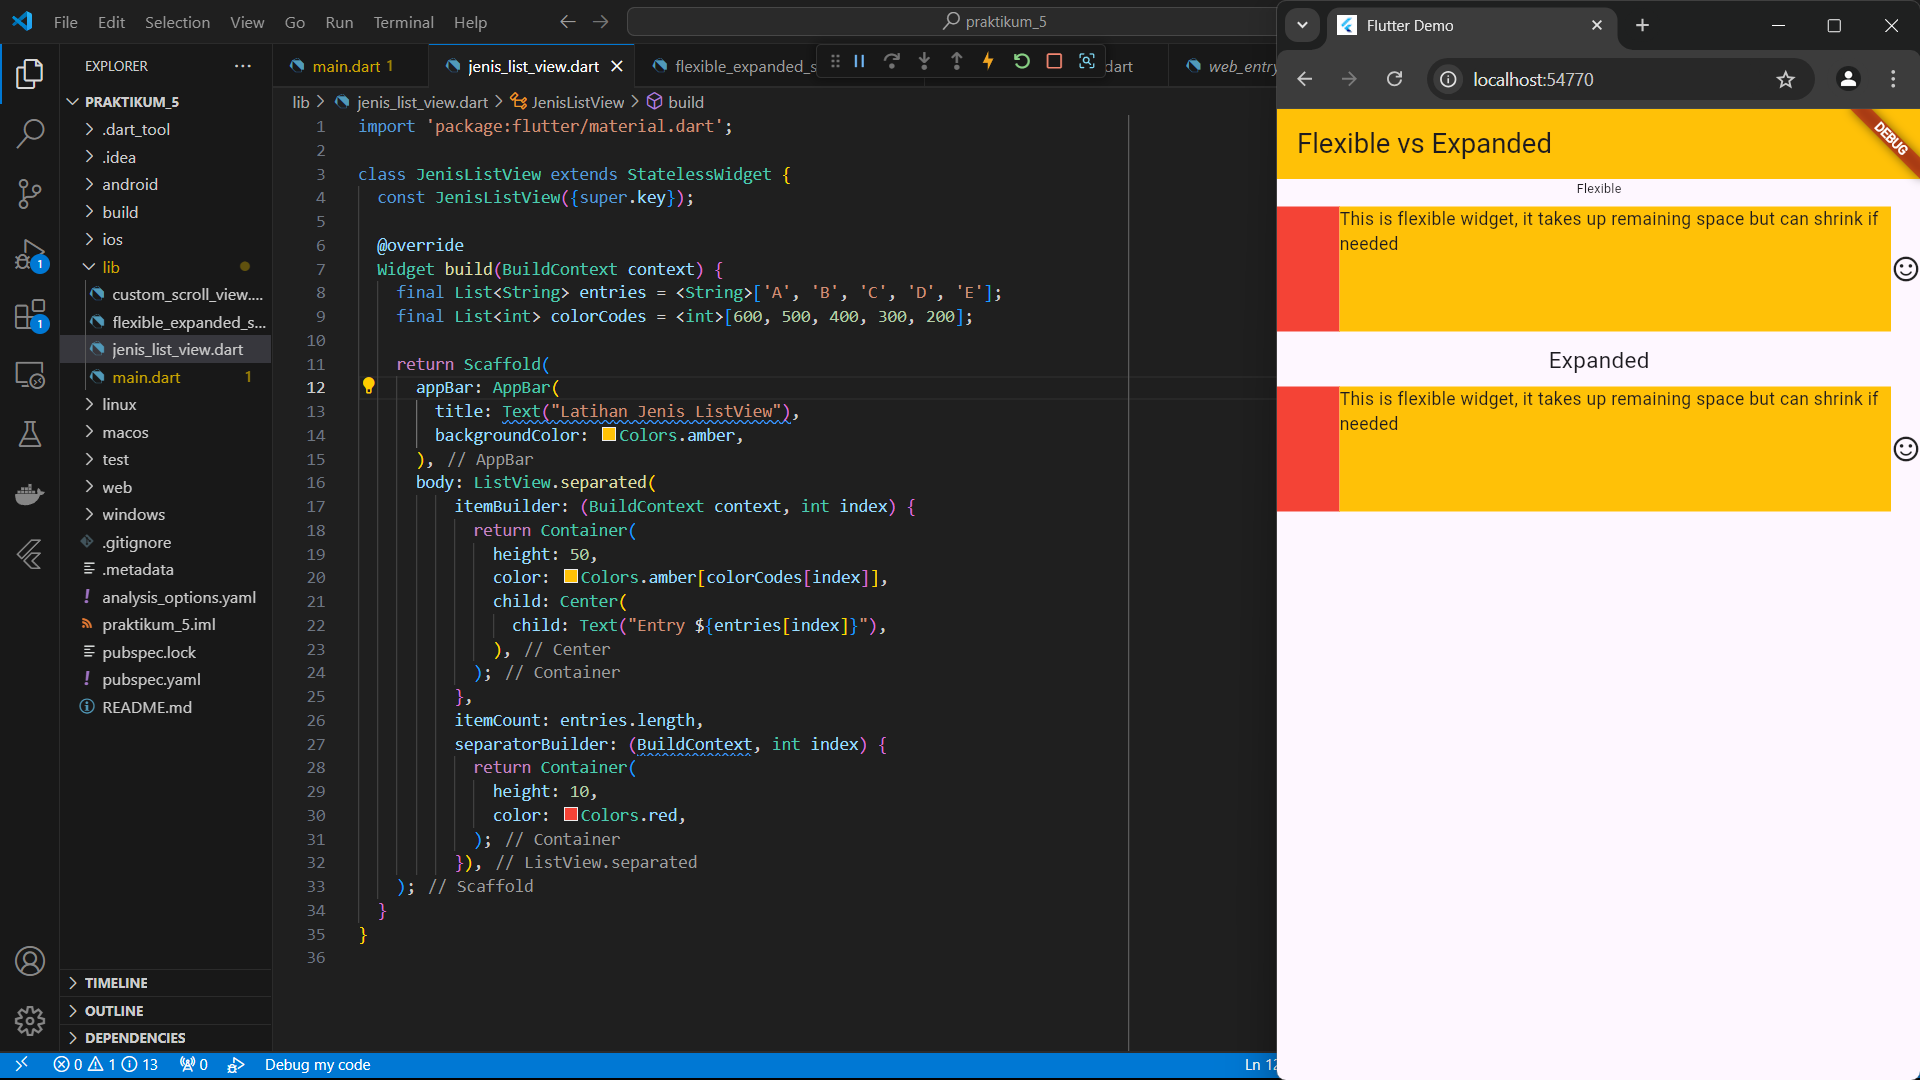 File Edit Selection View Go Run Terminal Help
praktikum_5
EXPLORER
PRAKTIKUM_5
.dart_tool
.idea
android
build
ios
lib
custom_scroll_view....
flexible_expanded_s...
jenis_list_view.dart
main.dart 1
linux
macos
test
web
windows
.gitignore
.metadata
analysis_options.yaml
praktikum_5.iml
pubspec.lock
pubspec.yaml
README.md
TIMELINE
OUTLINE
DEPENDENCIES
1
1
main.dart 1
jenis_list_view.dart
flexible_expanded_s
dart
web_entry
lib > jenis_list_view.dart > JenisListView > build
1 import 'package:flutter/material.dart';
2
3 class JenisListView extends StatelessWidget {
4 const JenisListView({super.key});
5
6 @override
7 Widget build(BuildContext context) {
8 final List<String> entries = <String>['A', 'B', 'C', 'D', 'E'];
9 final List<int> colorCodes = <int>[600, 500, 400, 300, 200];
10
11 return Scaffold(
12 appBar: AppBar(
13 title: Text("Latihan Jenis ListView"),
14 backgroundColor: Colors.amber,
15 ), // AppBar
16 body: ListView.separated(
17 itemBuilder: (BuildContext context, int index) {
18 return Container(
19 height: 50,
20 color: Colors.amber[colorCodes[index]],
21 child: Center(
22 child: Text("Entry ${entries[index]}"),
23 ), // Center
24 ); // Container
25 },
26 itemCount: entries.length,
27 separatorBuilder: (BuildContext, int index) {
28 return Container(
29 height: 10,
30 color: Colors.red,
31 ); // Container
32 }), // ListView.separated
33 ); // Scaffold
34 }
35 }
36
0 1 13 0 Debug my code
Ln 12
Flutter Demo
localhost:54770
Flexible vs Expanded
DEBUG
Flexible
This is flexible widget, it takes up remaining space but can shrink if
needed
Expanded
This is flexible widget, it takes up remaining space but can shrink if
needed